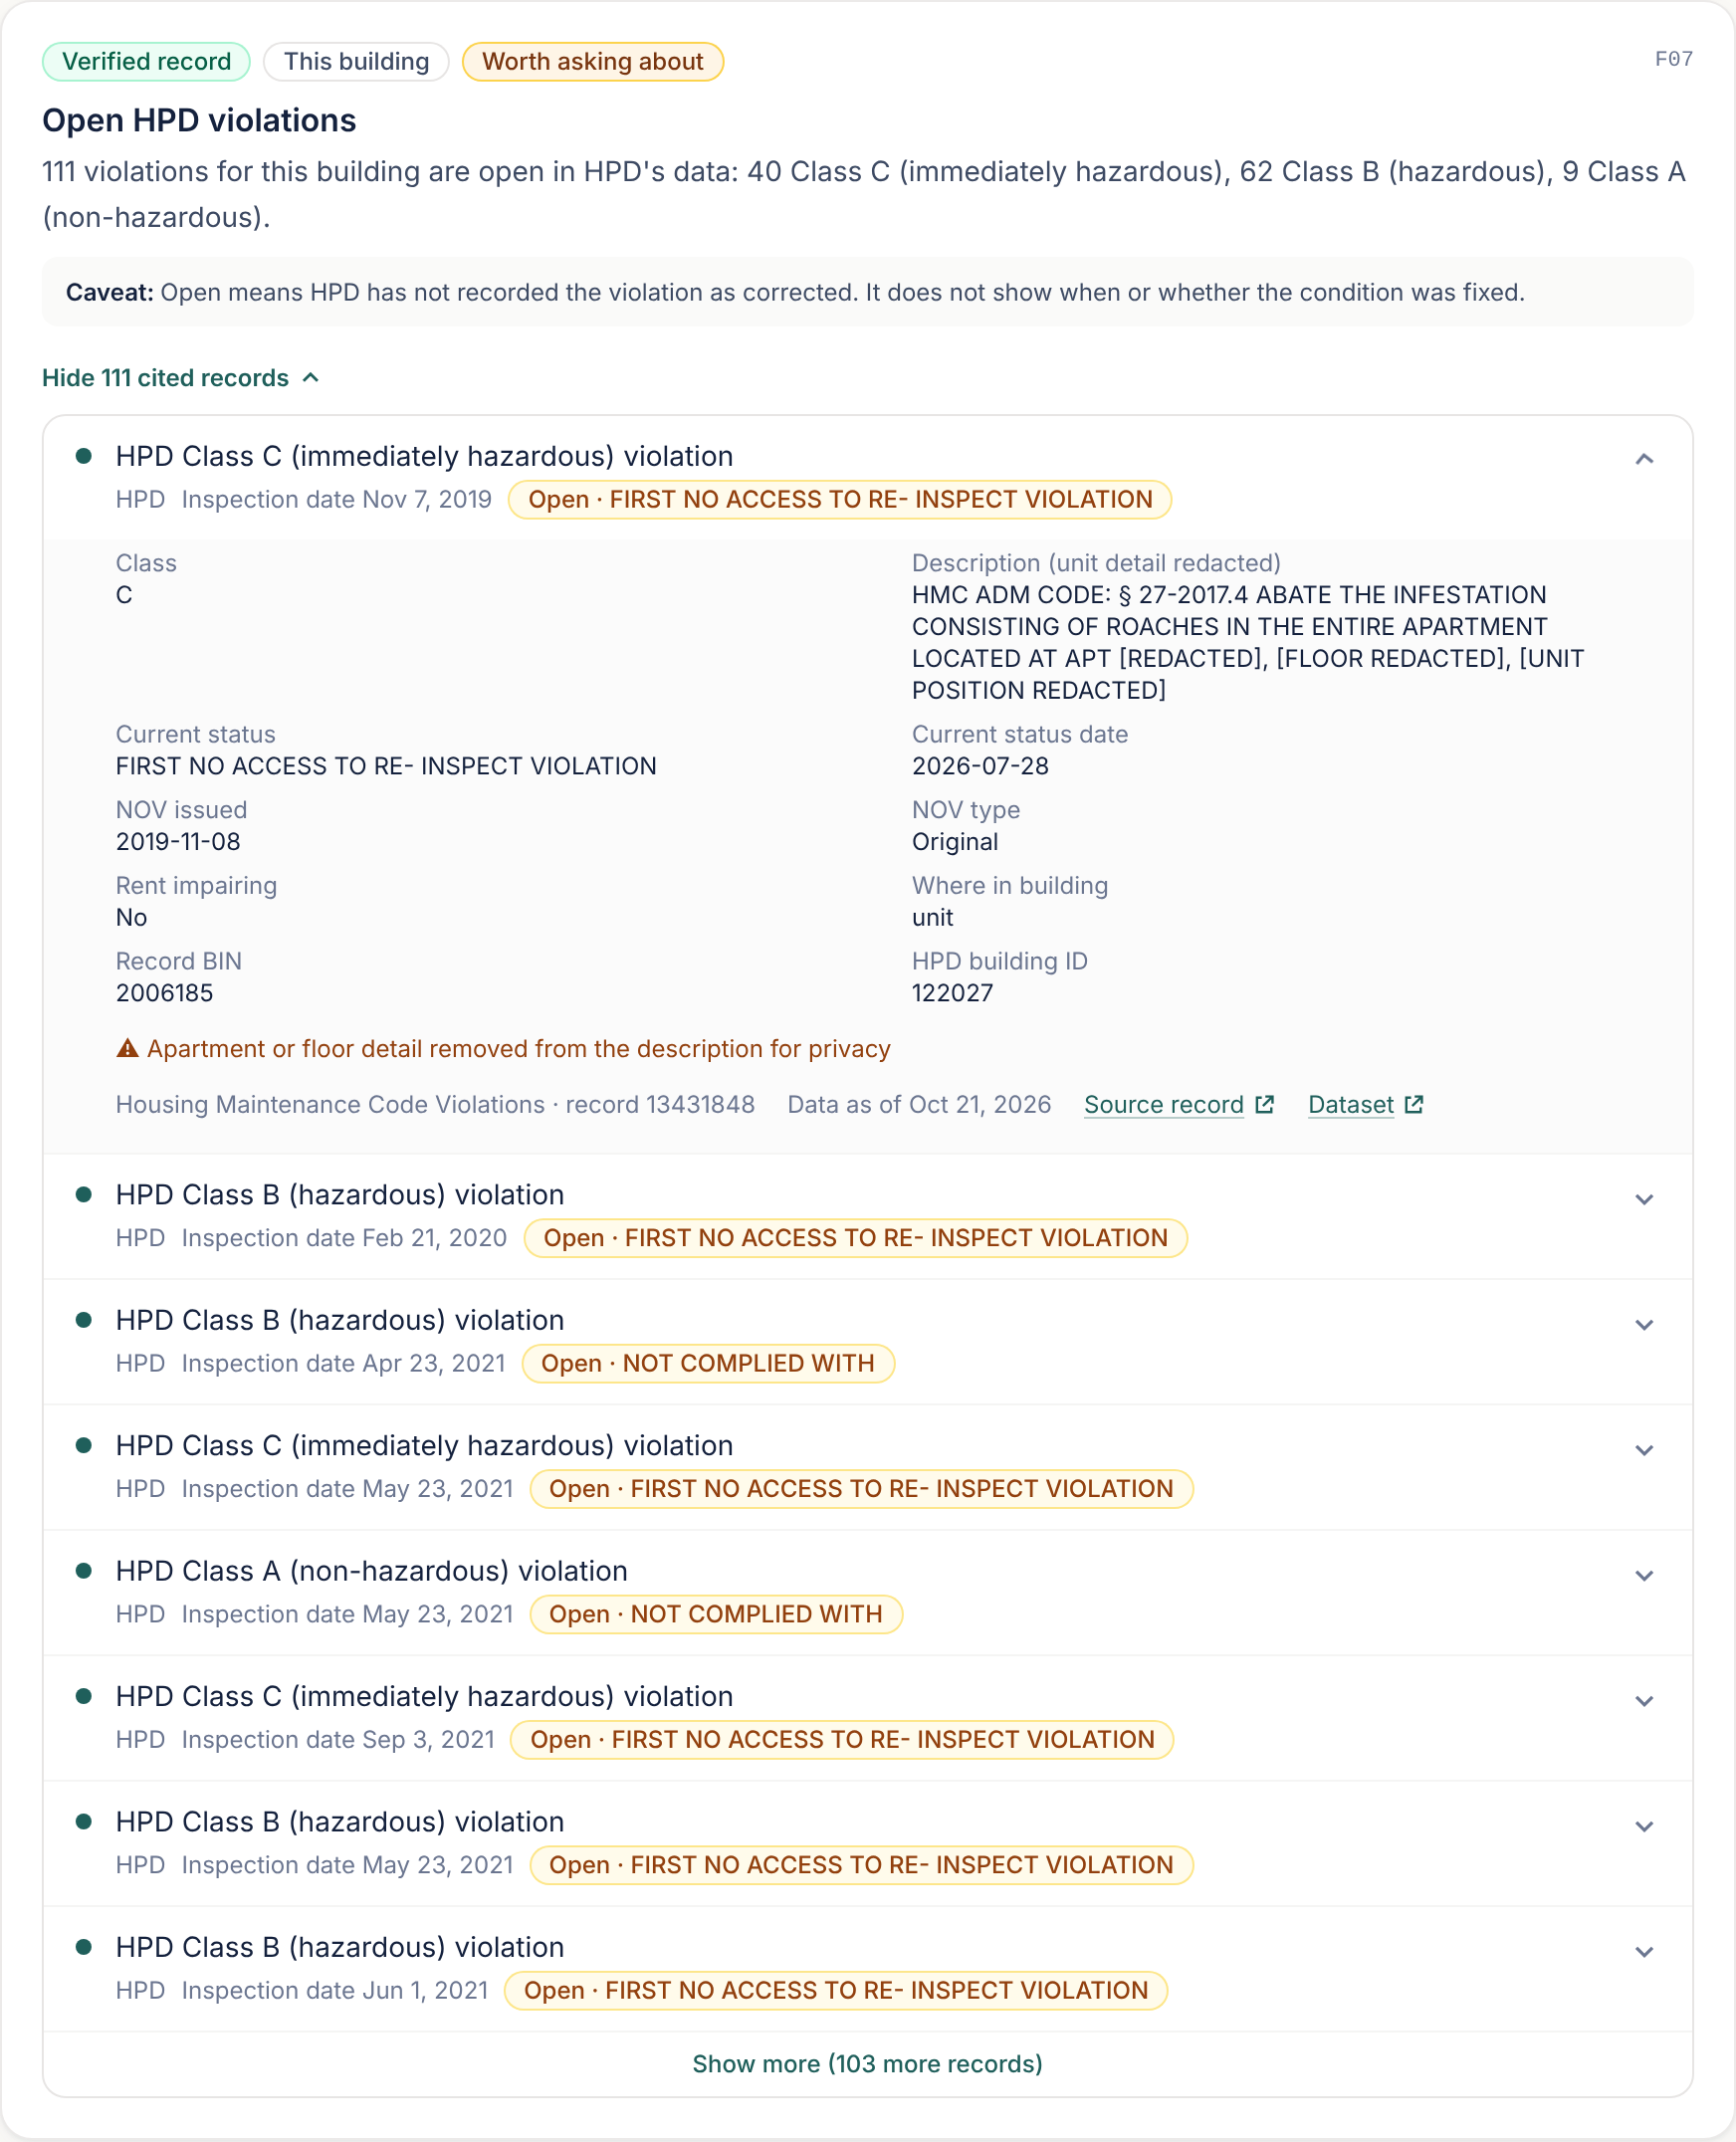 Verified record This building Worth asking about F07
Open HPD violations
111 violations for this building are open in HPD's data: 40 Class C (immediately hazardous), 62 Class B (hazardous), 9 Class A
(non-hazardous).
Caveat: Open means HPD has not recorded the violation as corrected. It does not show when or whether the condition was fixed.
Hide 111 cited records
HPD Class C (immediately hazardous) violation
HPD Inspection date Nov 7, 2019 Open · FIRST NO ACCESS TO RE- INSPECT VIOLATION
Class
C
Description (unit detail redacted)
HMC ADM CODE: § 27-2017.4 ABATE THE INFESTATION
CONSISTING OF ROACHES IN THE ENTIRE APARTMENT
LOCATED AT APT [REDACTED], [FLOOR REDACTED], [UNIT
POSITION REDACTED]
Current status
FIRST NO ACCESS TO RE- INSPECT VIOLATION
Current status date
2026-07-28
NOV issued
2019-11-08
NOV type
Original
Rent impairing
No
Where in building
unit
Record BIN
2006185
HPD building ID
122027
Apartment or floor detail removed from the description for privacy
Housing Maintenance Code Violations · record 13431848 Data as of Oct 21, 2026 Source record Dataset
HPD Class B (hazardous) violation
HPD Inspection date Feb 21, 2020 Open · FIRST NO ACCESS TO RE- INSPECT VIOLATION
HPD Class B (hazardous) violation
HPD Inspection date Apr 23, 2021 Open · NOT COMPLIED WITH
HPD Class C (immediately hazardous) violation
HPD Inspection date May 23, 2021 Open · FIRST NO ACCESS TO RE- INSPECT VIOLATION
HPD Class A (non-hazardous) violation
HPD Inspection date May 23, 2021 Open · NOT COMPLIED WITH
HPD Class C (immediately hazardous) violation
HPD Inspection date Sep 3, 2021 Open · FIRST NO ACCESS TO RE- INSPECT VIOLATION
HPD Class B (hazardous) violation
HPD Inspection date May 23, 2021 Open · FIRST NO ACCESS TO RE- INSPECT VIOLATION
HPD Class B (hazardous) violation
HPD Inspection date Jun 1, 2021 Open · FIRST NO ACCESS TO RE- INSPECT VIOLATION
Show more (103 more records)